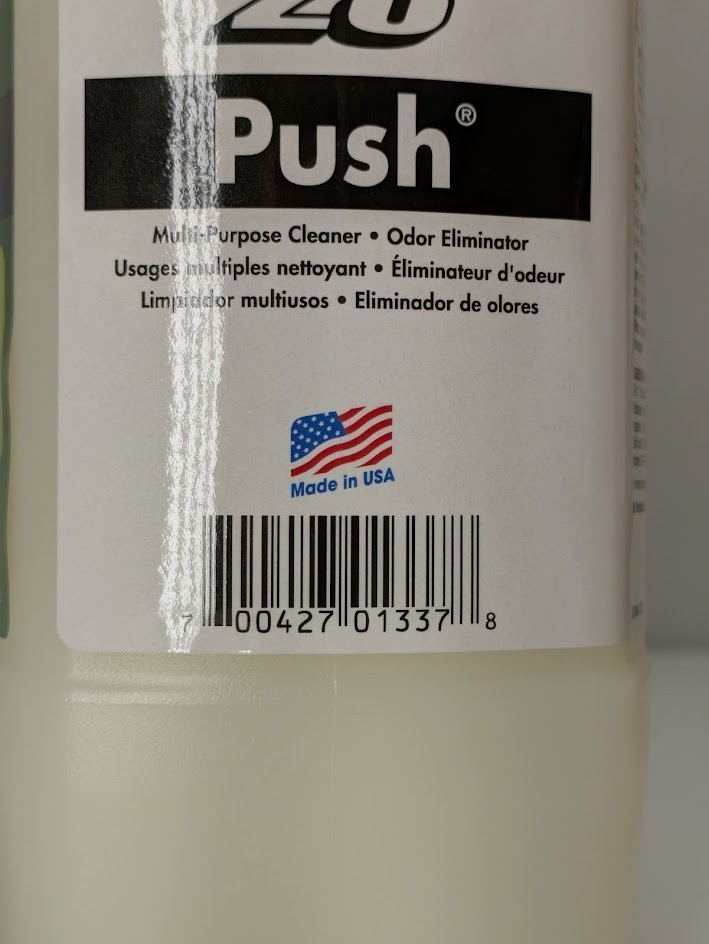 20
Push®
Multi-Purpose Cleaner • Odor Eliminator
Usages multiples nettoyant • Éliminateur d'odeur
Limpiador multiusos • Eliminador de olores
Made in USA
7 00427 01337 8